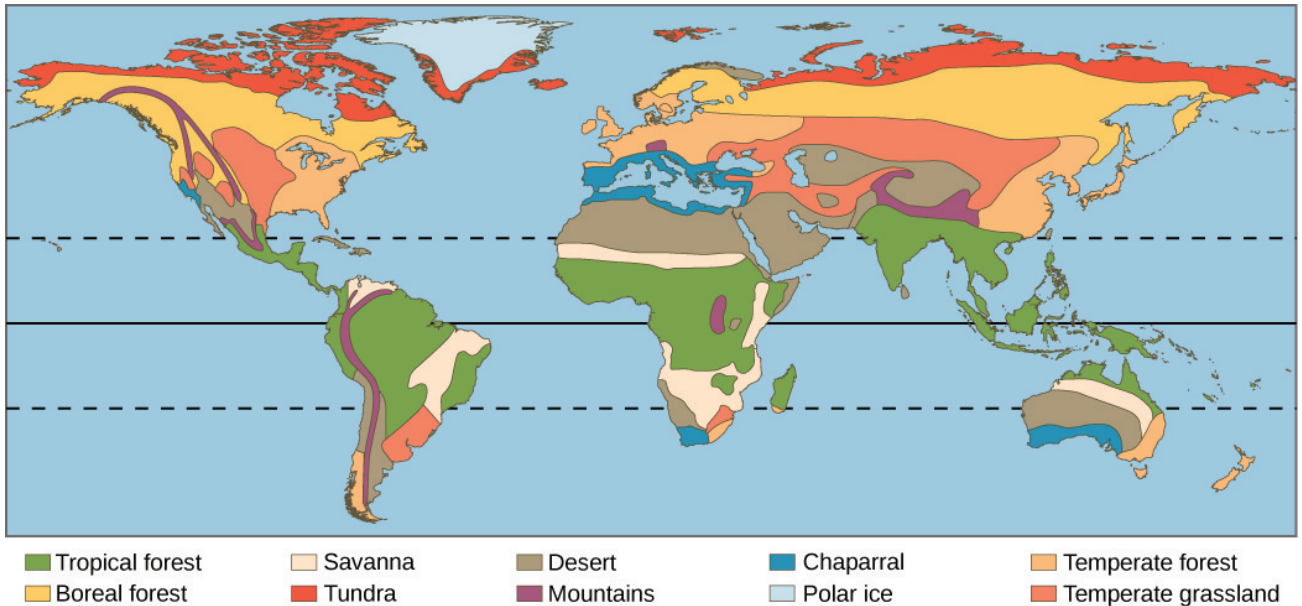 Tropical forest Savanna Desert Chaparral Temperate forest
Boreal forest Tundra Mountains Polar ice Temperate grassland